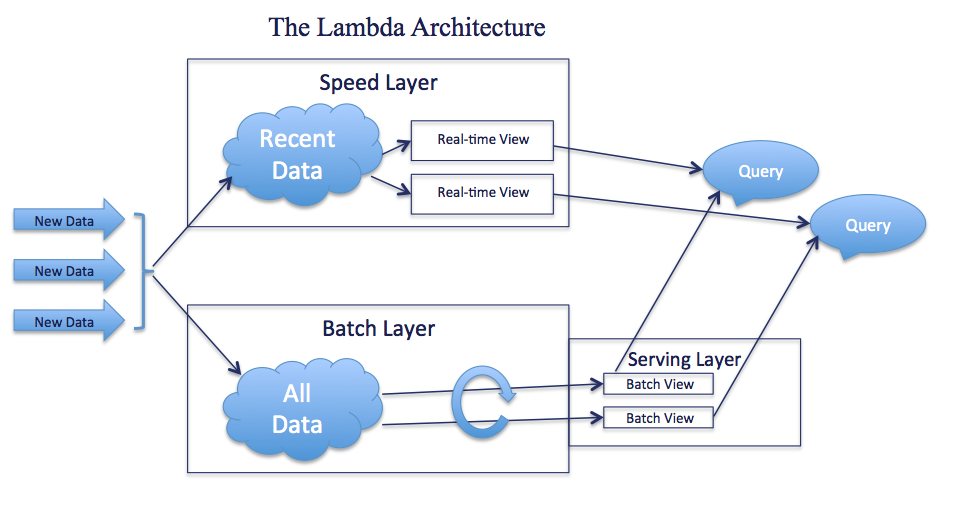 The Lambda Architecture
Speed Layer
Recent
Data
Real-time View
Real-time View
Query
Query
New Data
New Data
New Data
Batch Layer
All
Data
Serving Layer
Batch View
Batch View